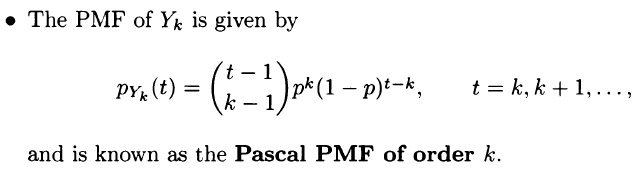 • The PMF of Y_k is given by
p_{Y_k}(t) = \binom{t-1}{k-1} p^k (1 − p)^{t−k}, t = k, k + 1, . . . ,
and is known as the Pascal PMF of order k.